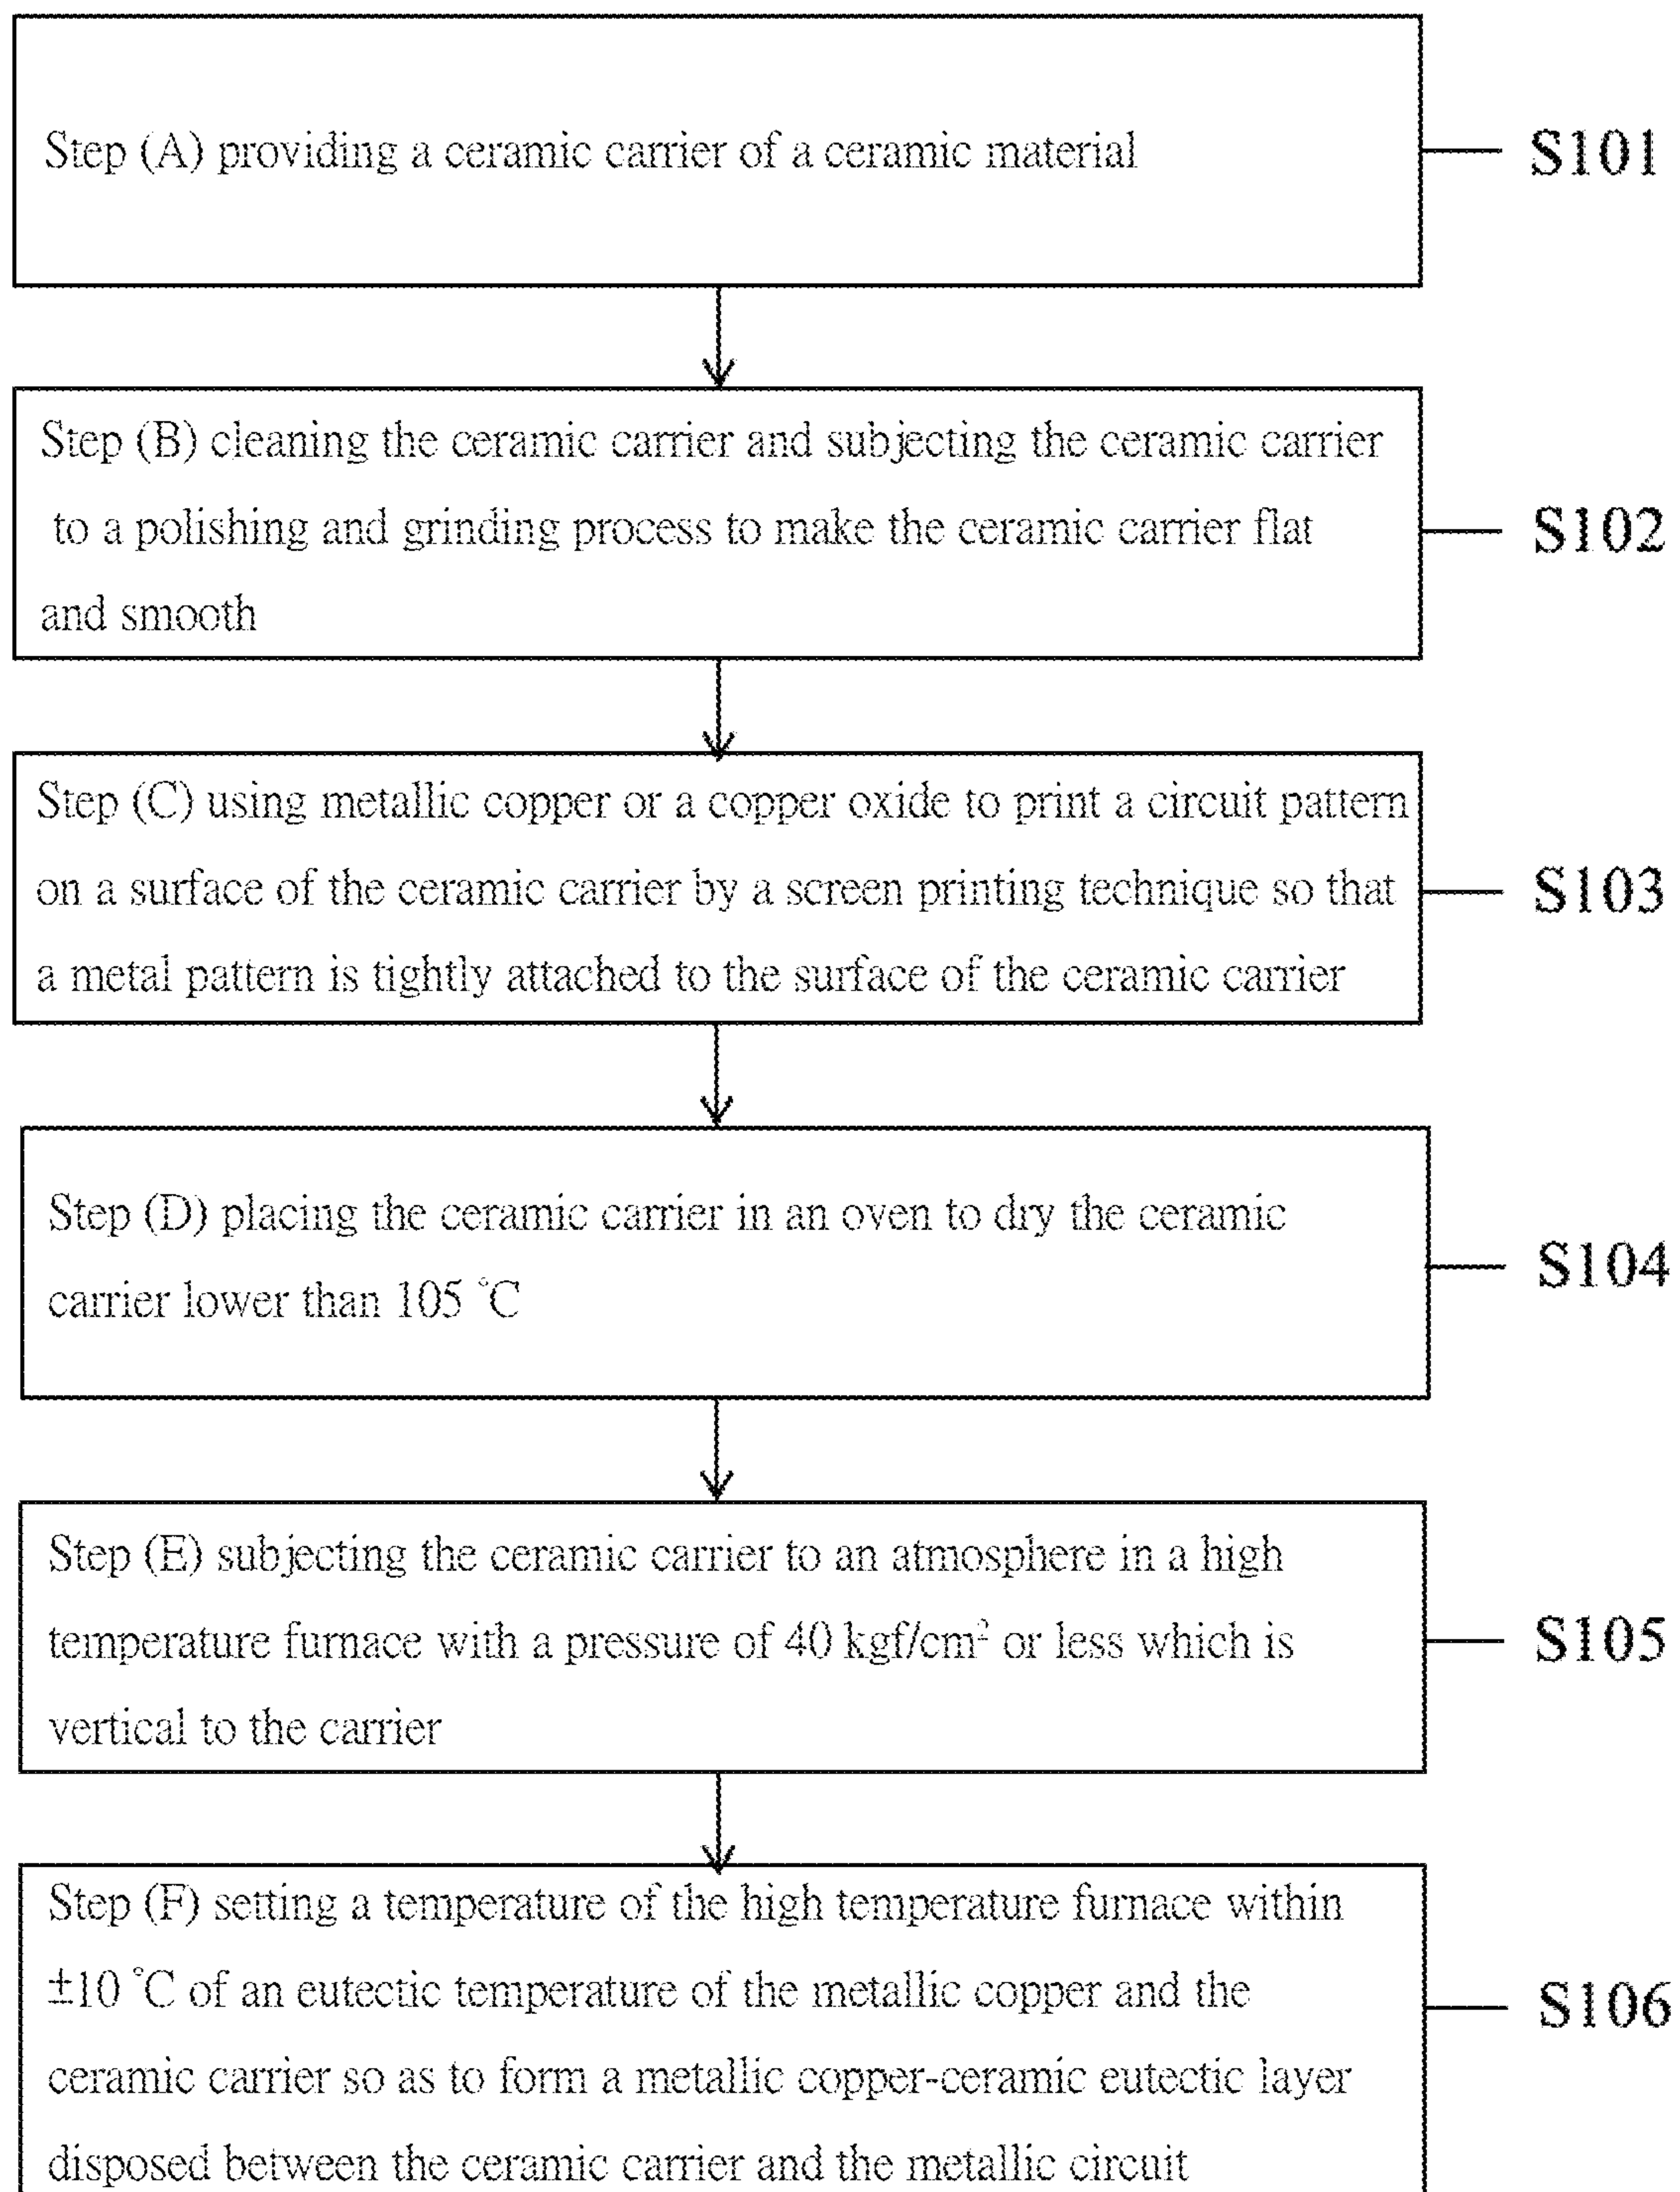 Step (A) providing a ceramic carrier of a ceramic material
S101
Step (B) cleaning the ceramic carrier and subjecting the ceramic carrier
to a polishing and grinding process to make the ceramic carrier flat
and smooth
S102
Step (C) using metallic copper or a copper oxide to print a circuit pattern
on a surface of the ceramic carrier by a screen printing technique so that
a metal pattern is tightly attached to the surface of the ceramic carrier
S103
Step (D) placing the ceramic carrier in an oven to dry the ceramic
carrier lower than 105 °C
S104
Step (E) subjecting the ceramic carrier to an atmosphere in a high
temperature furnace with a pressure of 40 kgf/cm² or less which is
vertical to the carrier
S105
Step (F) setting a temperature of the high temperature furnace within
±10 °C of an eutectic temperature of the metallic copper and the
ceramic carrier so as to form a metallic copper-ceramic eutectic layer
disposed between the ceramic carrier and the metallic circuit
S106